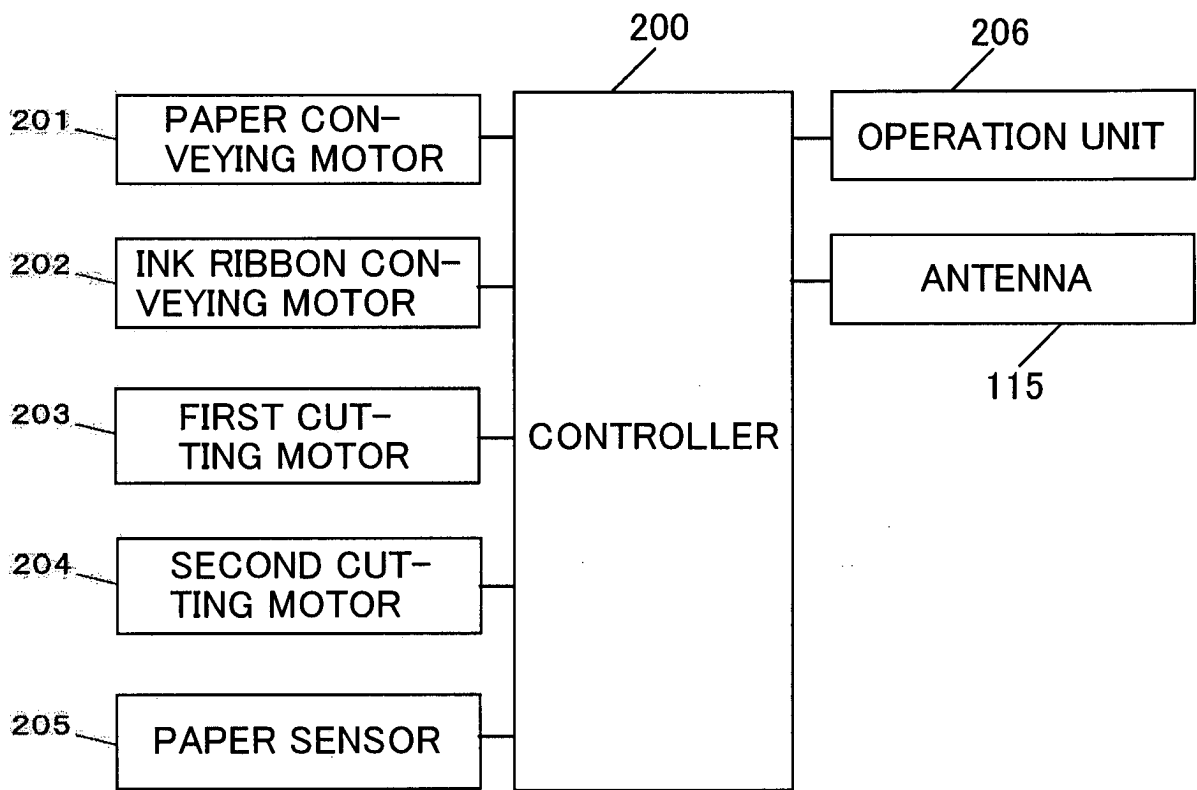 200
206
201
PAPER CON-
VEYING MOTOR
OPERATION UNIT
202
INK RIBBON CON-
VEYING MOTOR
ANTENNA
115
203
FIRST CUT-
TING MOTOR
CONTROLLER
204
SECOND CUT-
TING MOTOR
205
PAPER SENSOR